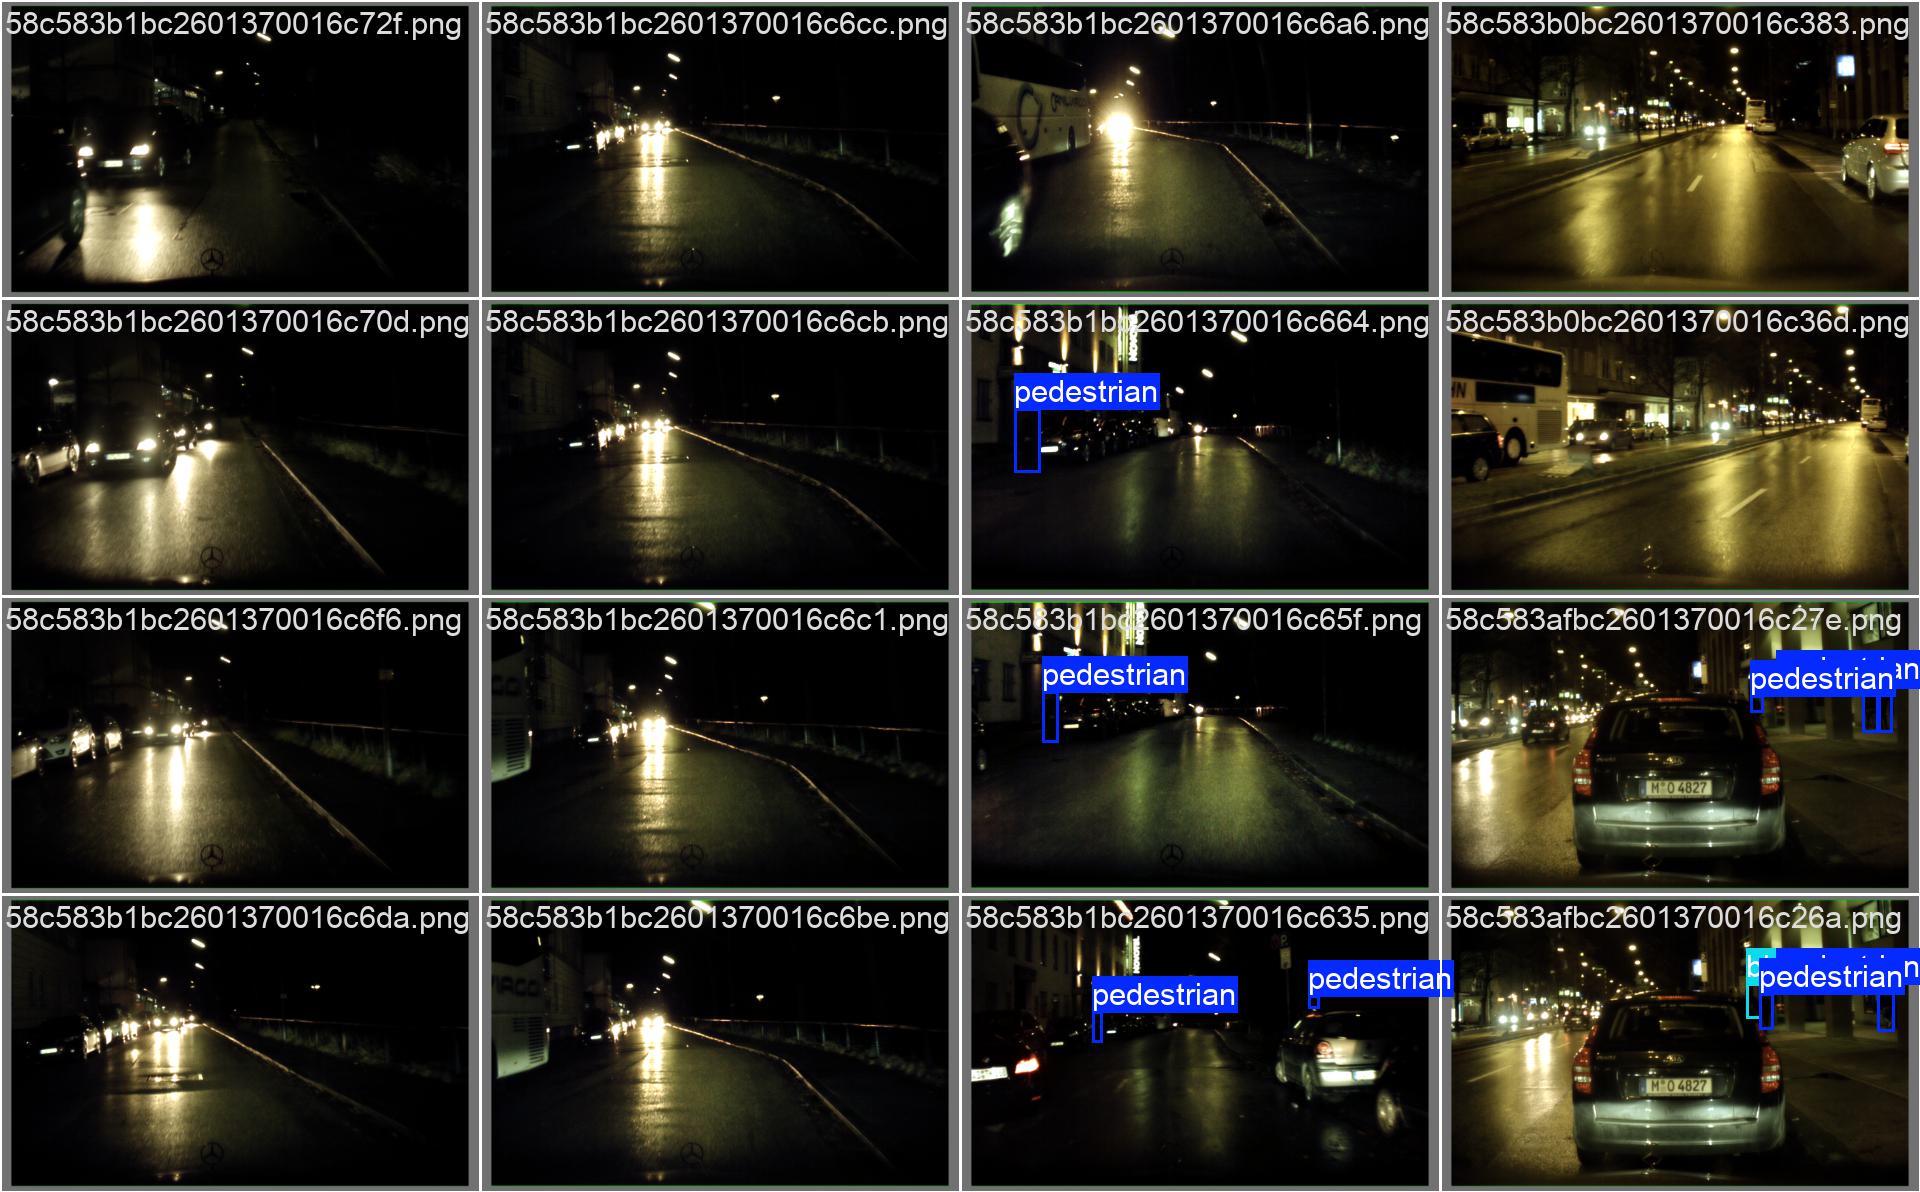 58c583b1bc2601370016c72f.png
58c583b1bc2601370016c6cc.png
58c583b1bc2601370016c6a6.png
58c583b0bc2601370016c383.png
58c583b1bc2601370016c70d.png
58c583b1bc2601370016c6cb.png
58c583b1bc2601370016c664.png
NOVOTEL
pedestrian
58c583b0bc2601370016c36d.png
58c583b1bc2601370016c6f6.png
58c583b1bc2601370016c6c1.png
58c583b1bc2601370016c65f.png
pedestrian
58c583afbc2601370016c27e.png
pedestrian
M O 4827
58c583b1bc2601370016c6da.png
58c583b1bc2601370016c6be.png
58c583b1bc2601370016c635.png
NOVOTEL
pedestrian
pedestrian
58c583afbc2601370016c26a.png
pedestrian
M O 4827